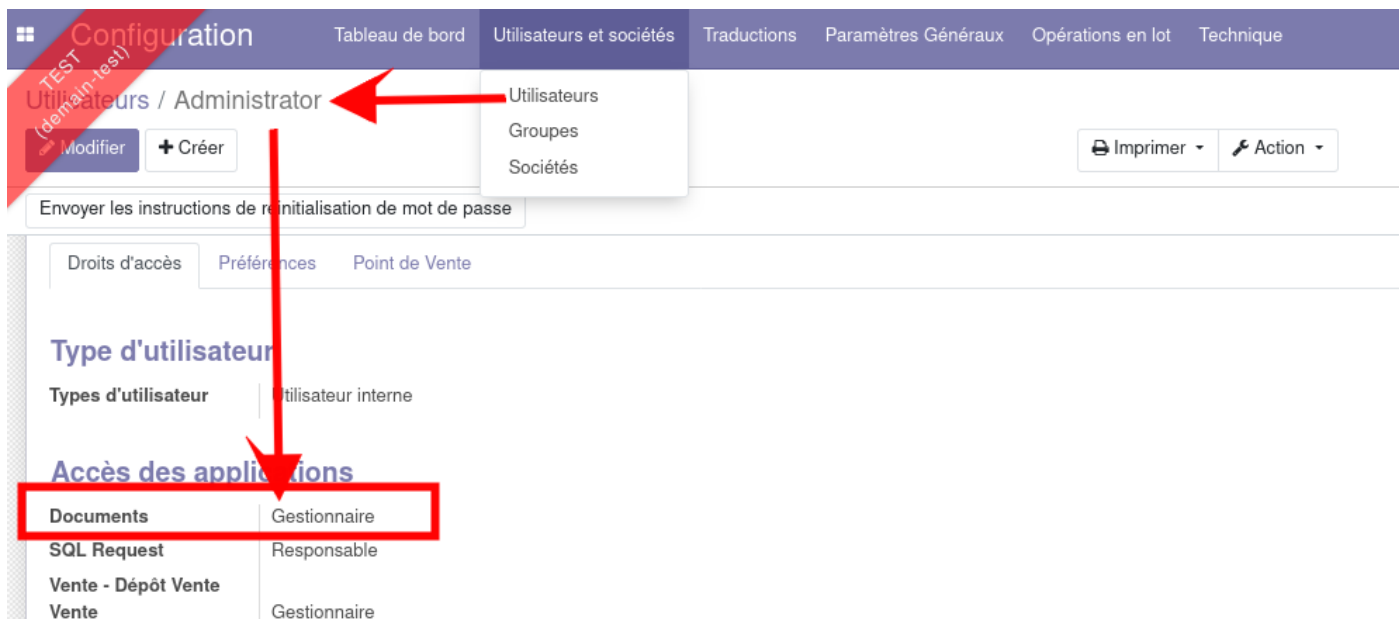 Configuration Tableau de bord Utilisateurs et sociétés Traductions Paramètres Généraux Opérations en lot Technique
TEST
(demain-test)
Utilisateurs / Administrator
Utilisateurs
Groupes
Sociétés
Modifier Créer
Imprimer Action
Envoyer les instructions de réinitialisation de mot de passe
Droits d'accès Préférences Point de Vente
Type d'utilisateur
Types d'utilisateur Utilisateur interne
Accès des applications
Documents Gestionnaire
SQL Request Responsable
Vente - Dépôt Vente
Vente Gestionnaire